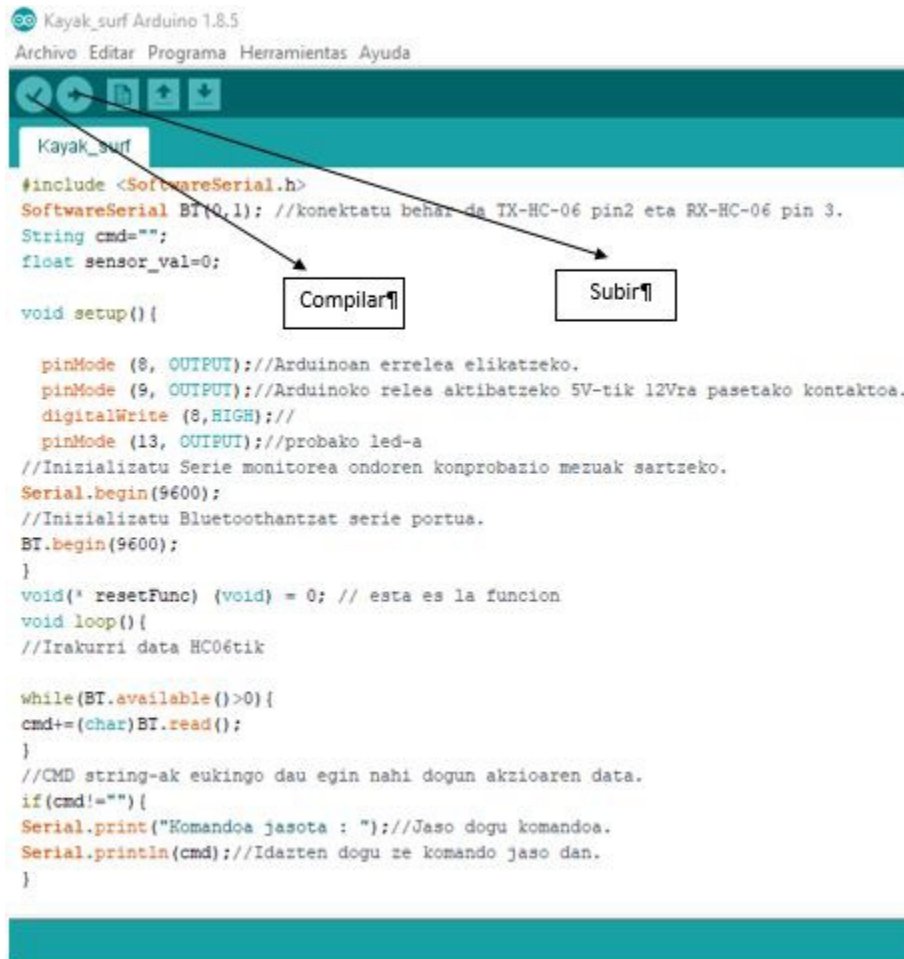 Kayak_surf Arduino 1.8.5
Archivo Editar Programa Herramientas Ayuda
Kayak_surf
#include <SoftwareSerial.h>
SoftwareSerial BT(0,1); //konektatu behar da TX-HC-06 pin2 eta RX-HC-06 pin 3.
String cmd="";
float sensor_val=0;
Compilar¶
Subir¶
void setup(){
pinMode (8, OUTPUT);//Arduinoan errelea elikatzeko.
pinMode (9, OUTPUT);//Arduinoko relea aktibatzeko 5V-tik 12Vra pasetako kontaktoa.
digitalWrite (8,HIGH);//
pinMode (13, OUTPUT);//probako led-a
//Inizializatu Serie monitorea ondoren konprobazio mezuak sartzeko.
Serial.begin(9600);
//Inizializatu Bluetoothantzat serie portua.
BT.begin(9600);
}
void(* resetFunc) (void) = 0; // esta es la funcion
void loop(){
//Irakurri data HC06tik
while(BT.available()>0){
cmd+=(char)BT.read();
}
//CMD string-ak eukingo dau egin nahi dogun akzioaren data.
if(cmd!=""){
Serial.print("Komandoa jasota : ");//Jaso dogu komandoa.
Serial.println(cmd);//Idazten dogu ze komando jaso dan.
}